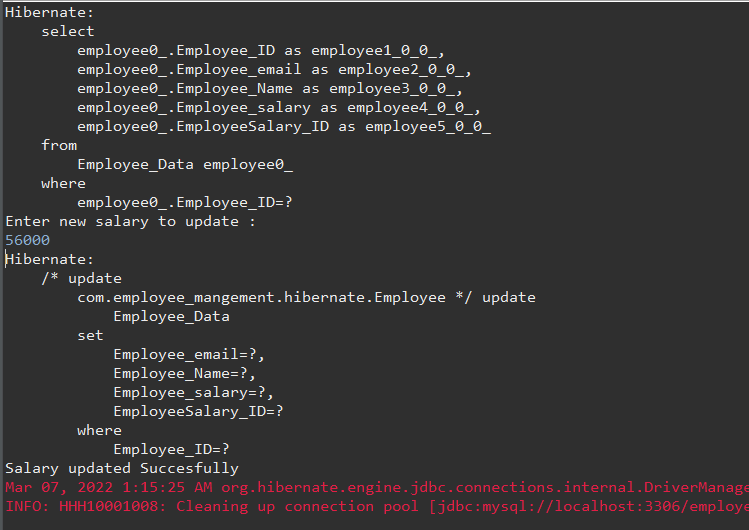 Hibernate:
    select
        employee0_.Employee_ID as employee1_0_0_,
        employee0_.Employee_email as employee2_0_0_,
        employee0_.Employee_Name as employee3_0_0_,
        employee0_.Employee_salary as employee4_0_0_,
        employee0_.EmployeeSalary_ID as employee5_0_0_
    from
        Employee_Data employee0_
    where
        employee0_.Employee_ID=?
Enter new salary to update :
56000
Hibernate:
    /* update
        com.employee_mangement.hibernate.Employee */ update
            Employee_Data
        set
            Employee_email=?,
            Employee_Name=?,
            Employee_salary=?,
            EmployeeSalary_ID=?
        where
            Employee_ID=?
Salary updated Succesfully
Mar 07, 2022 1:15:25 AM org.hibernate.engine.jdbc.connections.internal.DriverManage
INFO: HHH10001008: Cleaning up connection pool [jdbc:mysql://localhost:3306/employe